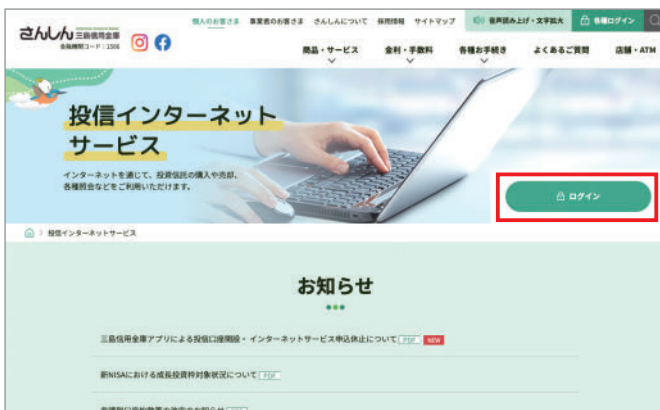 個人のお客さま 事業者のお客さま さんしんについて 採用情報 サイトマップ 音声読み上げ・文字拡大 各種ログイン
さんしん 三島信用金庫
金融機関コード:1506
商品・サービス 金利・手数料 各種お手続き よくあるご質問 店舗・ATM
投信インターネット
サービス
インターネットを通じて、投資信託の購入や売却、
各種照会などをご利用いただけます。
ログイン
投信インターネットサービス
お知らせ
三島信用金庫アプリによる投信口座開設・インターネットサービス申込休止について PDF NEW
新NISAにおける成長投資枠対象状況について PDF